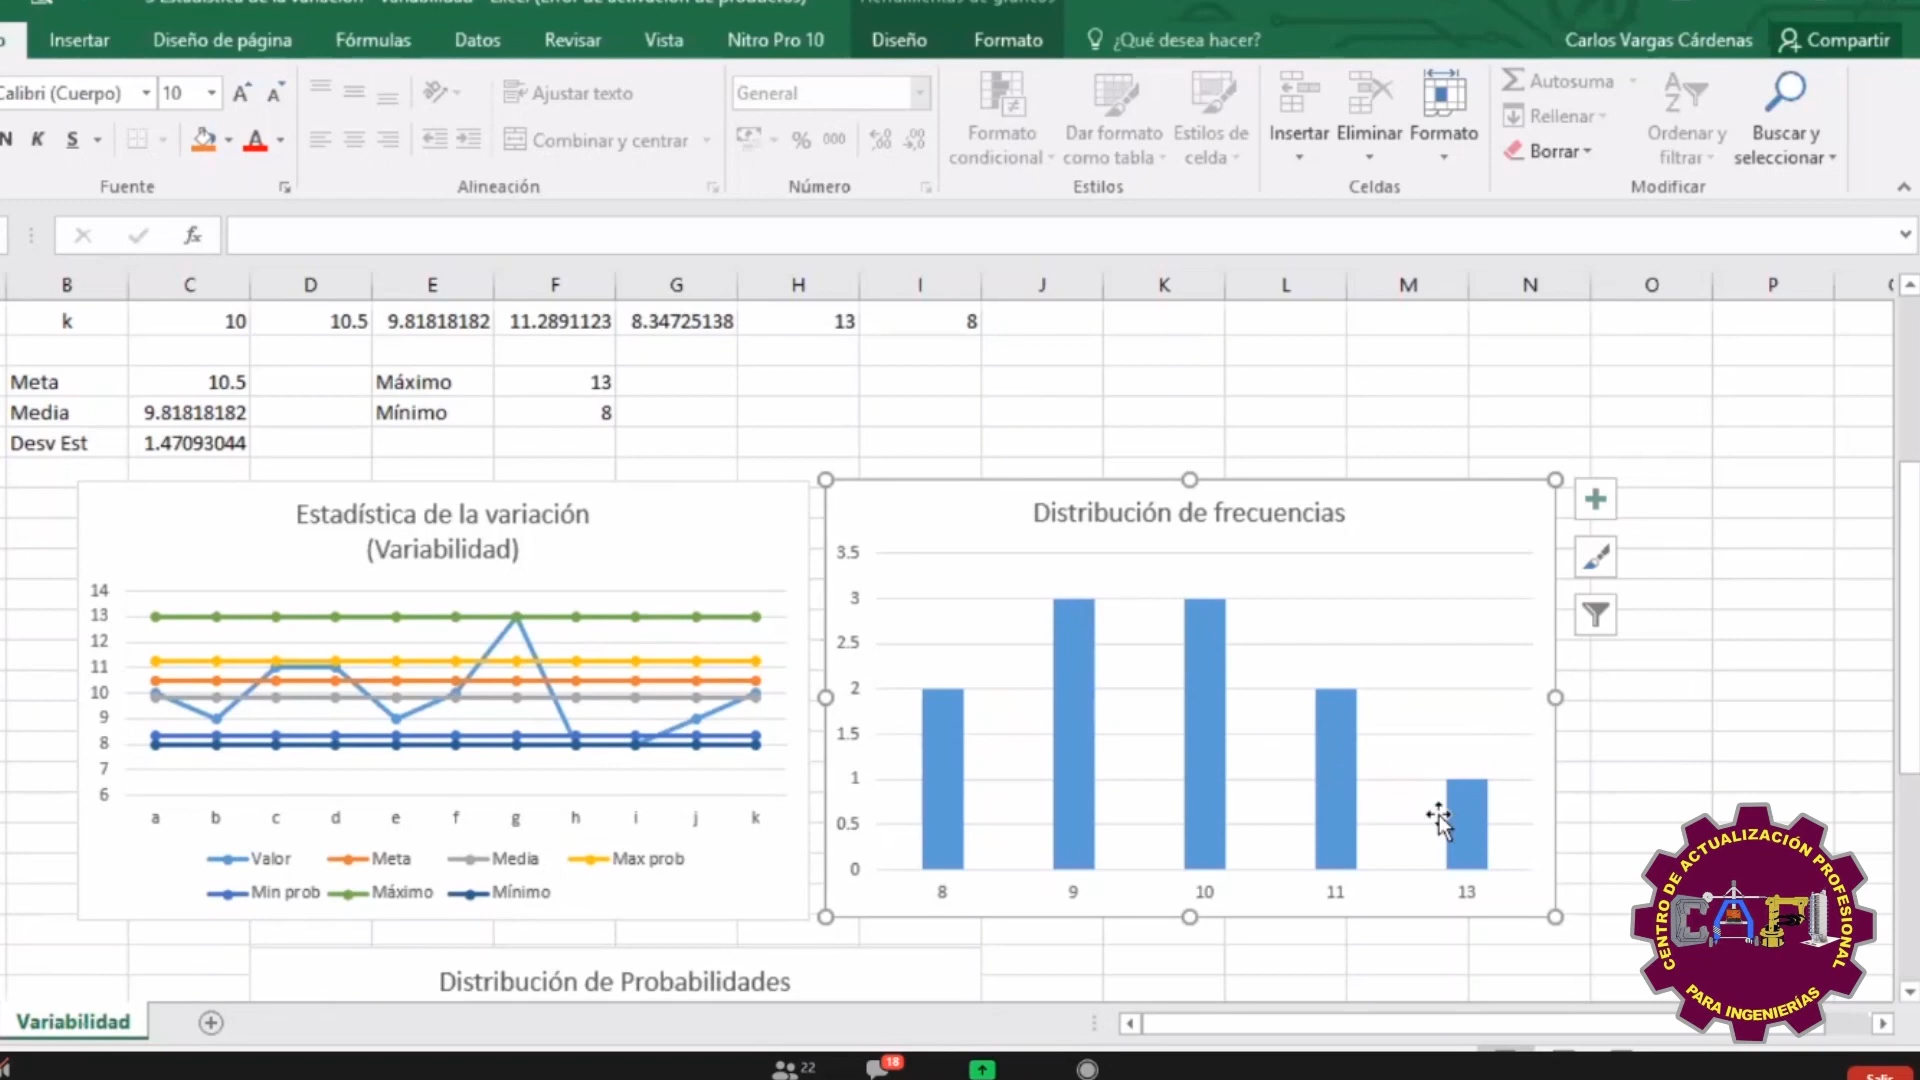 Insertar Diseño de página Fórmulas Datos Revisar Vista Nitro Pro 10 Diseño Formato ¿Qué desea hacer? Carlos Vargas Cárdenas Compartir
Calibri (Cuerpo) 10 A A Ajustar texto General Autosuma
N K S A Combinar y centrar % 000 Formato condicional Dar formato como tabla Estilos de celda Insertar Eliminar Formato Rellenar Borrar Ordenar y filtrar Buscar y seleccionar
Fuente Alineación Número Estilos Celdas Modificar
fx
B C D E F G H I J K L M N O P
k 10 10.5 9.81818182 11.2891123 8.34725138 13 8
Meta 10.5 Máximo 13
Media 9.81818182 Mínimo 8
Desv Est 1.47093044
Estadística de la variación
(Variabilidad)
14
13
12
11
10
9
8
7
6
a b c d e f g h i j k
Valor Meta Media Max prob
Min prob Máximo Mínimo
Distribución de frecuencias
3.5
3
2.5
2
1.5
1
0.5
0
8 9 10 11 13
Distribución de Probabilidades
CENTRO DE ACTUALIZACIÓN PROFESIONAL
CAPI
PARA INGENIERÍAS
Variabilidad
22 18